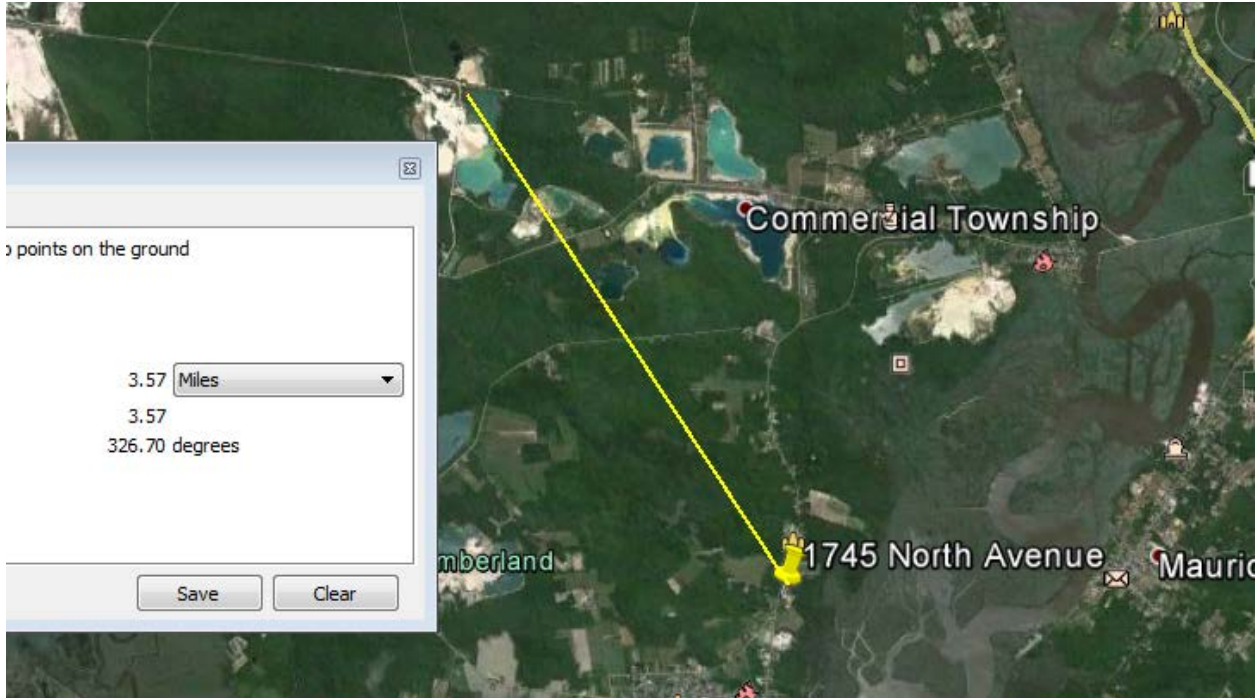 Commercial Township
points on the ground
3.57 Miles
3.57
326.70 degrees
mberland
1745 North Avenue
Mauric
Save Clear